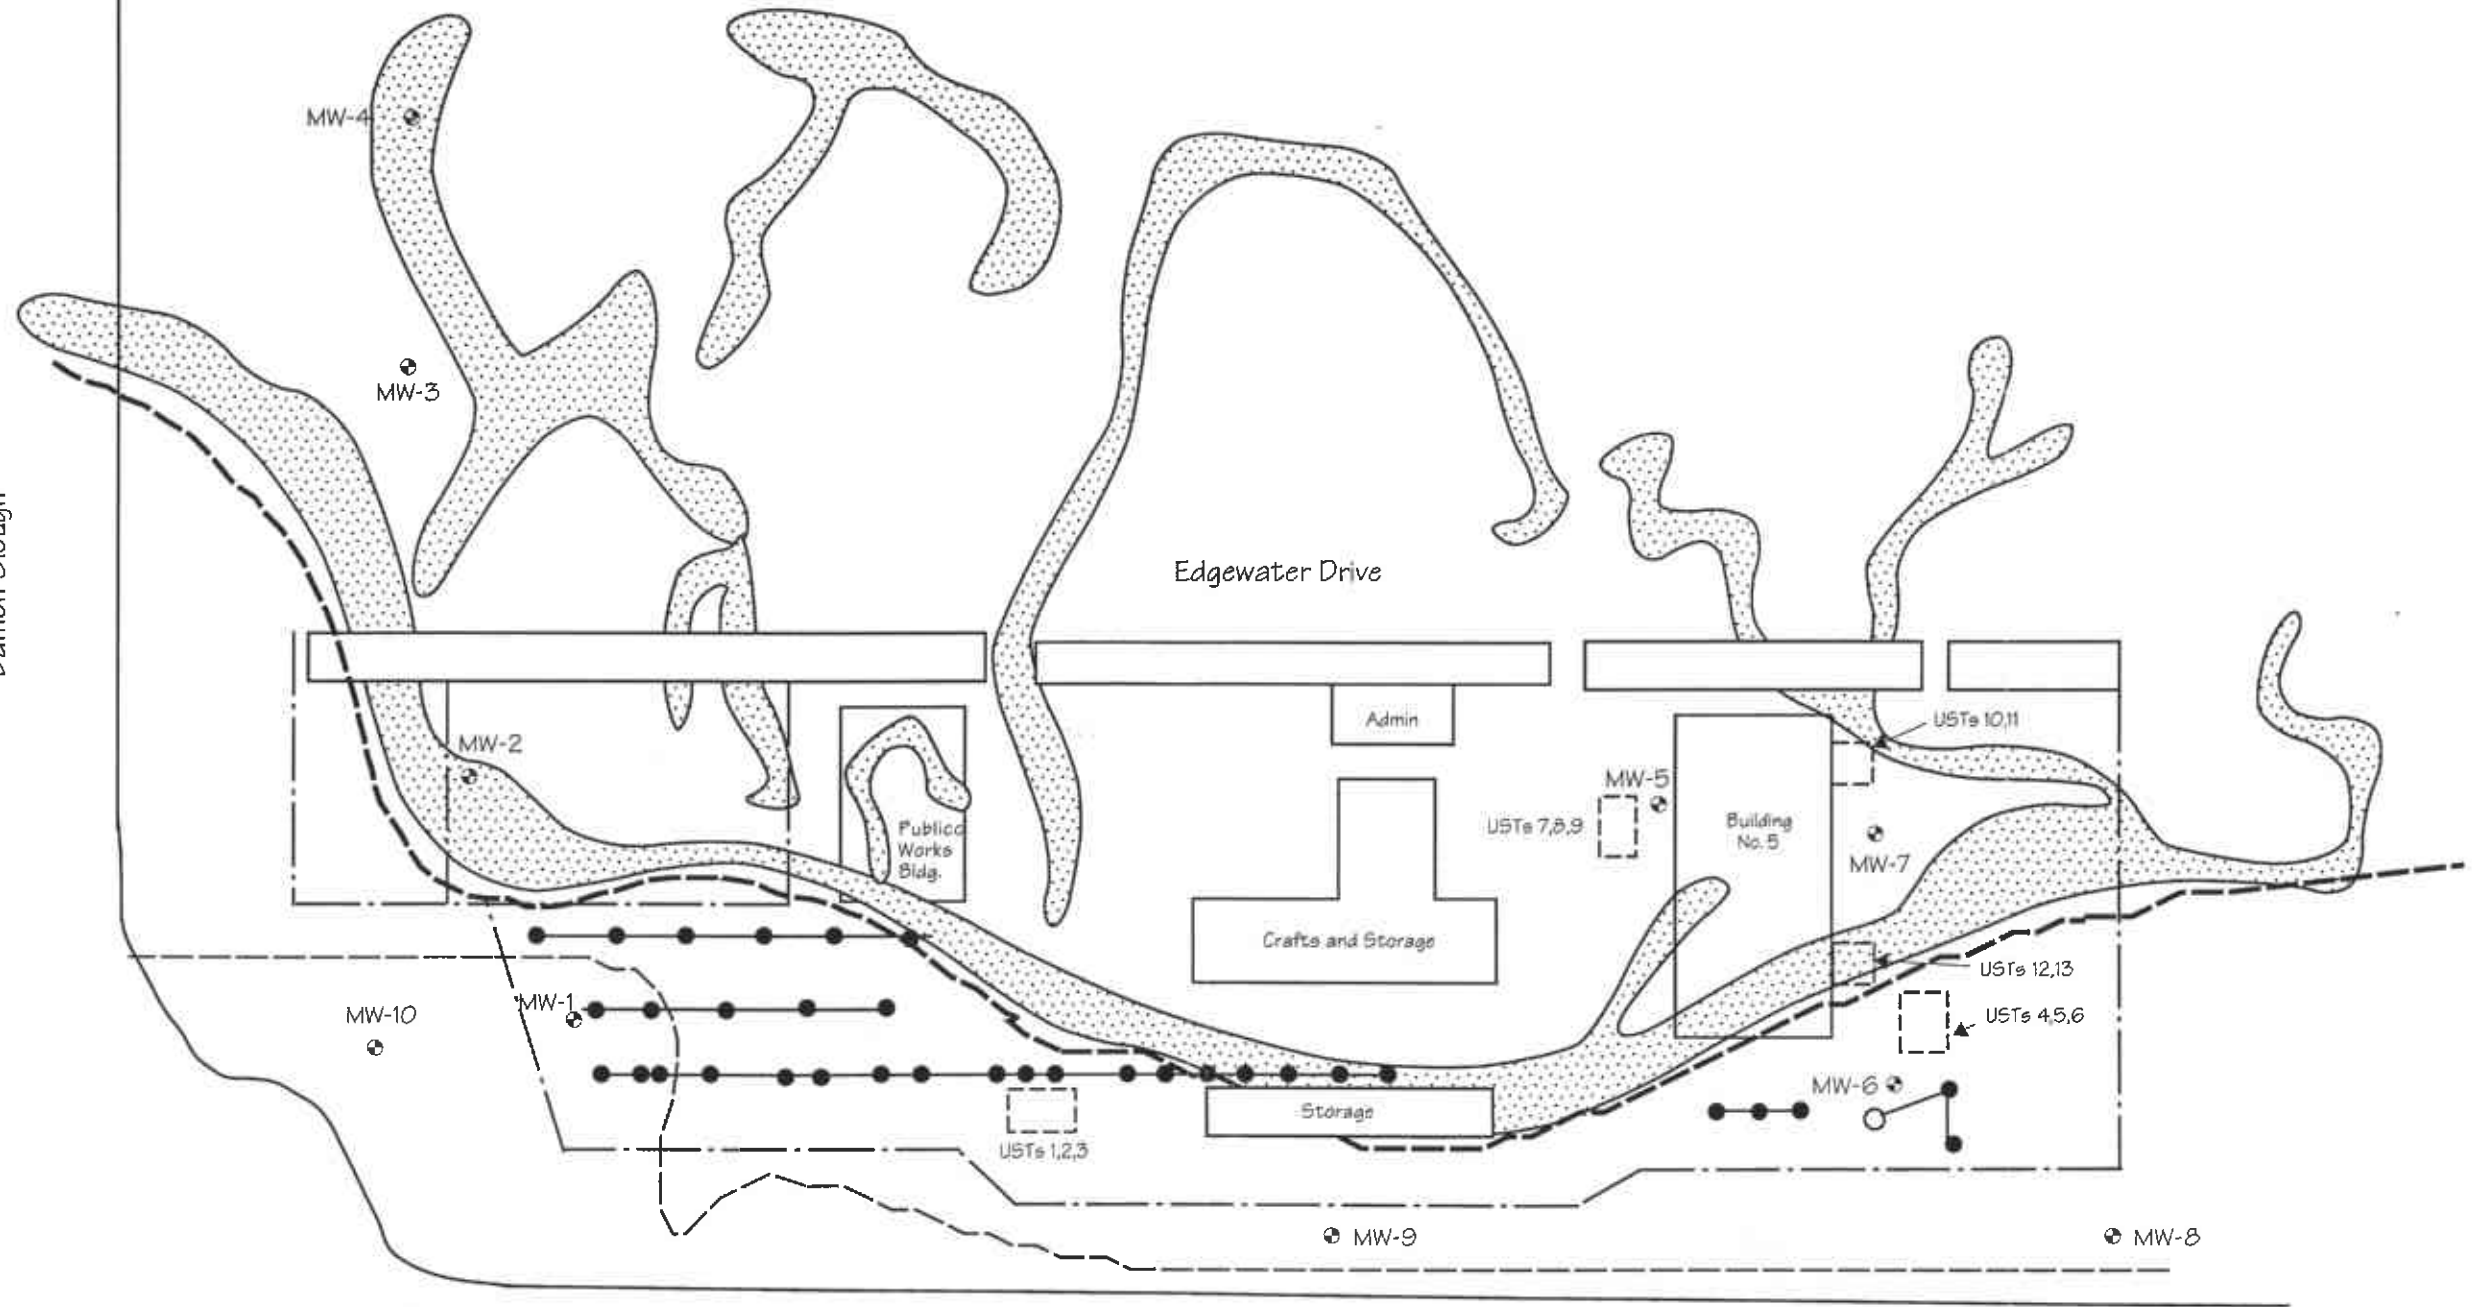 MW-4
MW-3
Edgewater Drive
Admin
USTs 10,11
MW-2
MW-5
USTs 7,8,9
Publicc
Works
Bldg.
Building
No. 5
MW-7
Crafts and Storage
USTs 12,13
MW-1
MW-10
USTs 4,5,6
MW-6
Storage
USTs 1,2,3
MW-9
MW-8